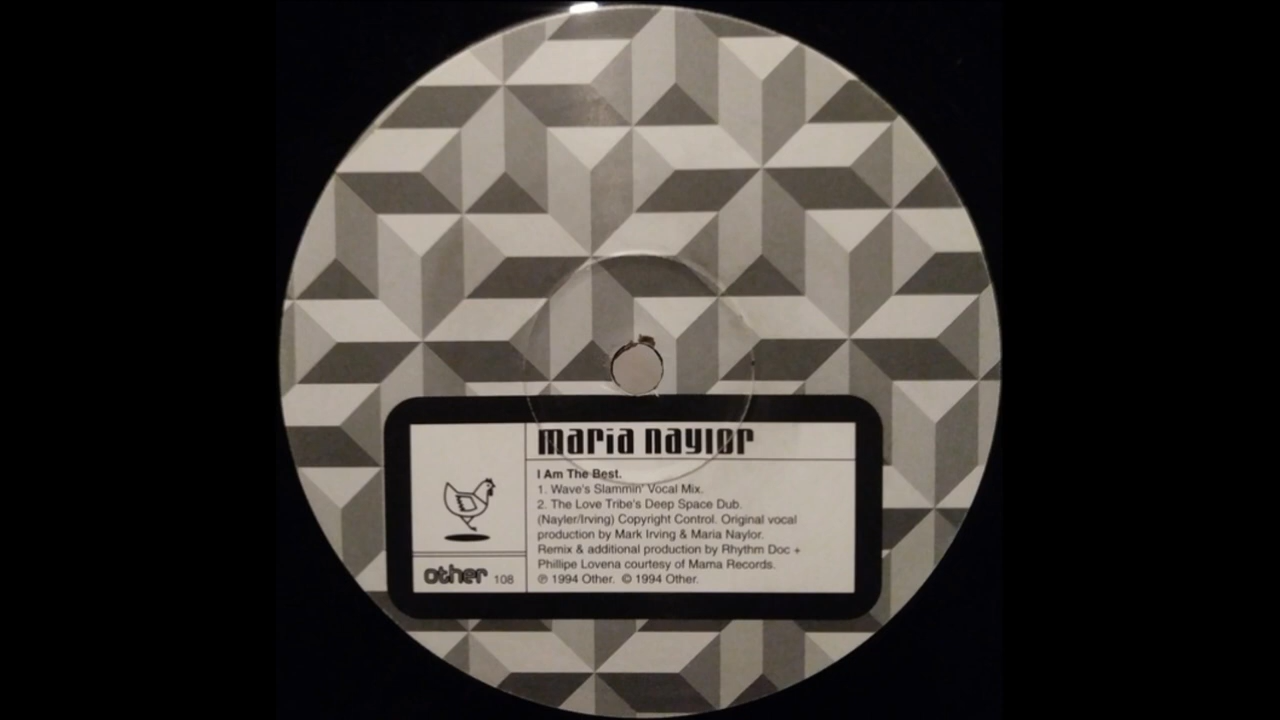 maria naylor
I Am The Best.
1. Wave's Slammin' Vocal Mix.
2. The Love Tribe's Deep Space Dub.
(Nayler/Irving) Copyright Control. Original vocal
production by Mark Irving & Maria Naylor.
Remix & additional production by Rhythm Doc +
Phillipe Lovena courtesy of Mama Records.
℗ 1994 Other. © 1994 Other.
other 108